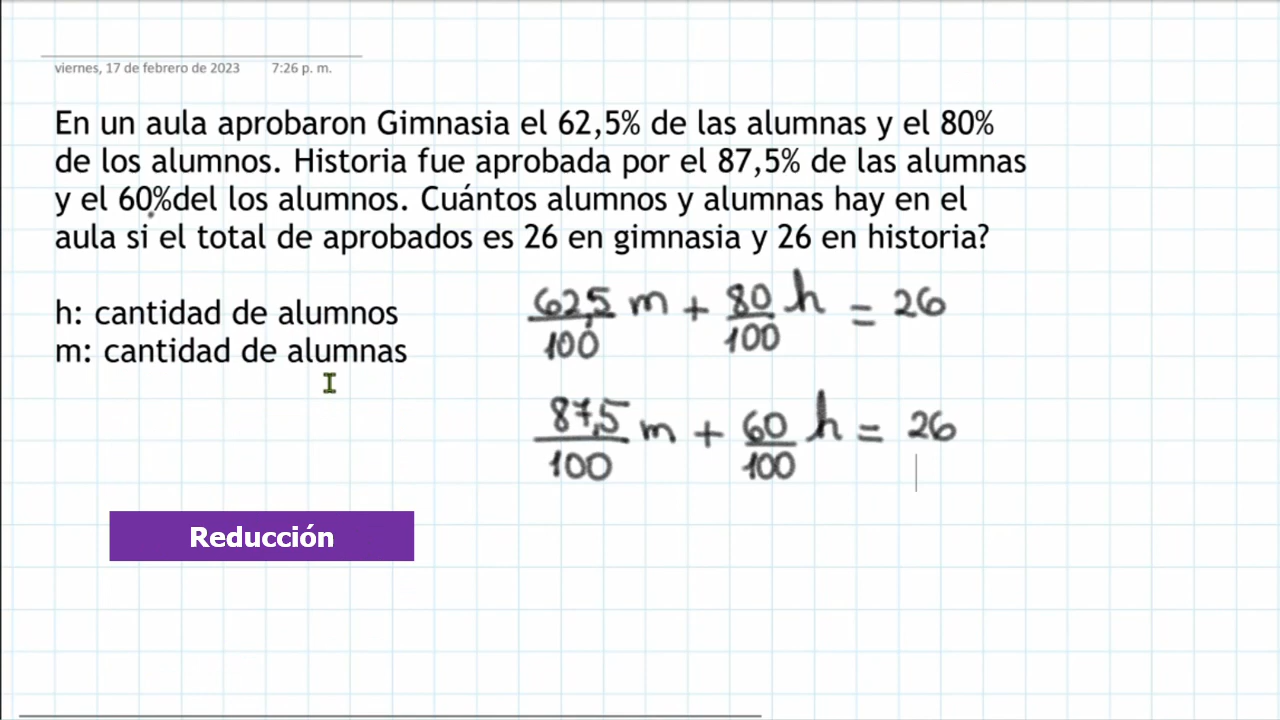 viernes, 17 de febrero de 2023 7:26 p. m.
En un aula aprobaron Gimnasia el 62,5% de las alumnas y el 80%
de los alumnos. Historia fue aprobada por el 87,5% de las alumnas
y el 60%del los alumnos. Cuántos alumnos y alumnas hay en el
aula si el total de aprobados es 26 en gimnasia y 26 en historia?
h: cantidad de alumnos
m: cantidad de alumnas
62,5/100 m + 80/100 h = 26
87,5/100 m + 60/100 h = 26
Reducción